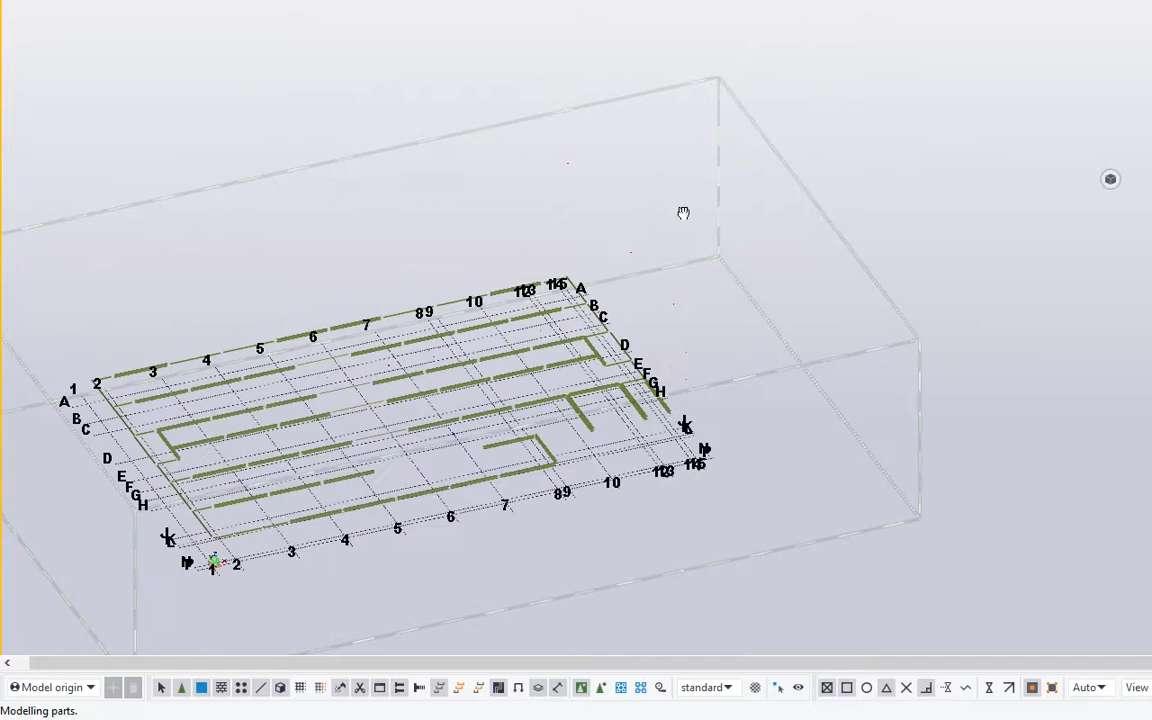 1 2 3 4 5 6 7 8 9 10
A B C D E F G H
A B C D E F G H
1 2 3 4 5 6 7 8 9 10
Model origin
standard
Auto
View
Modelling parts.